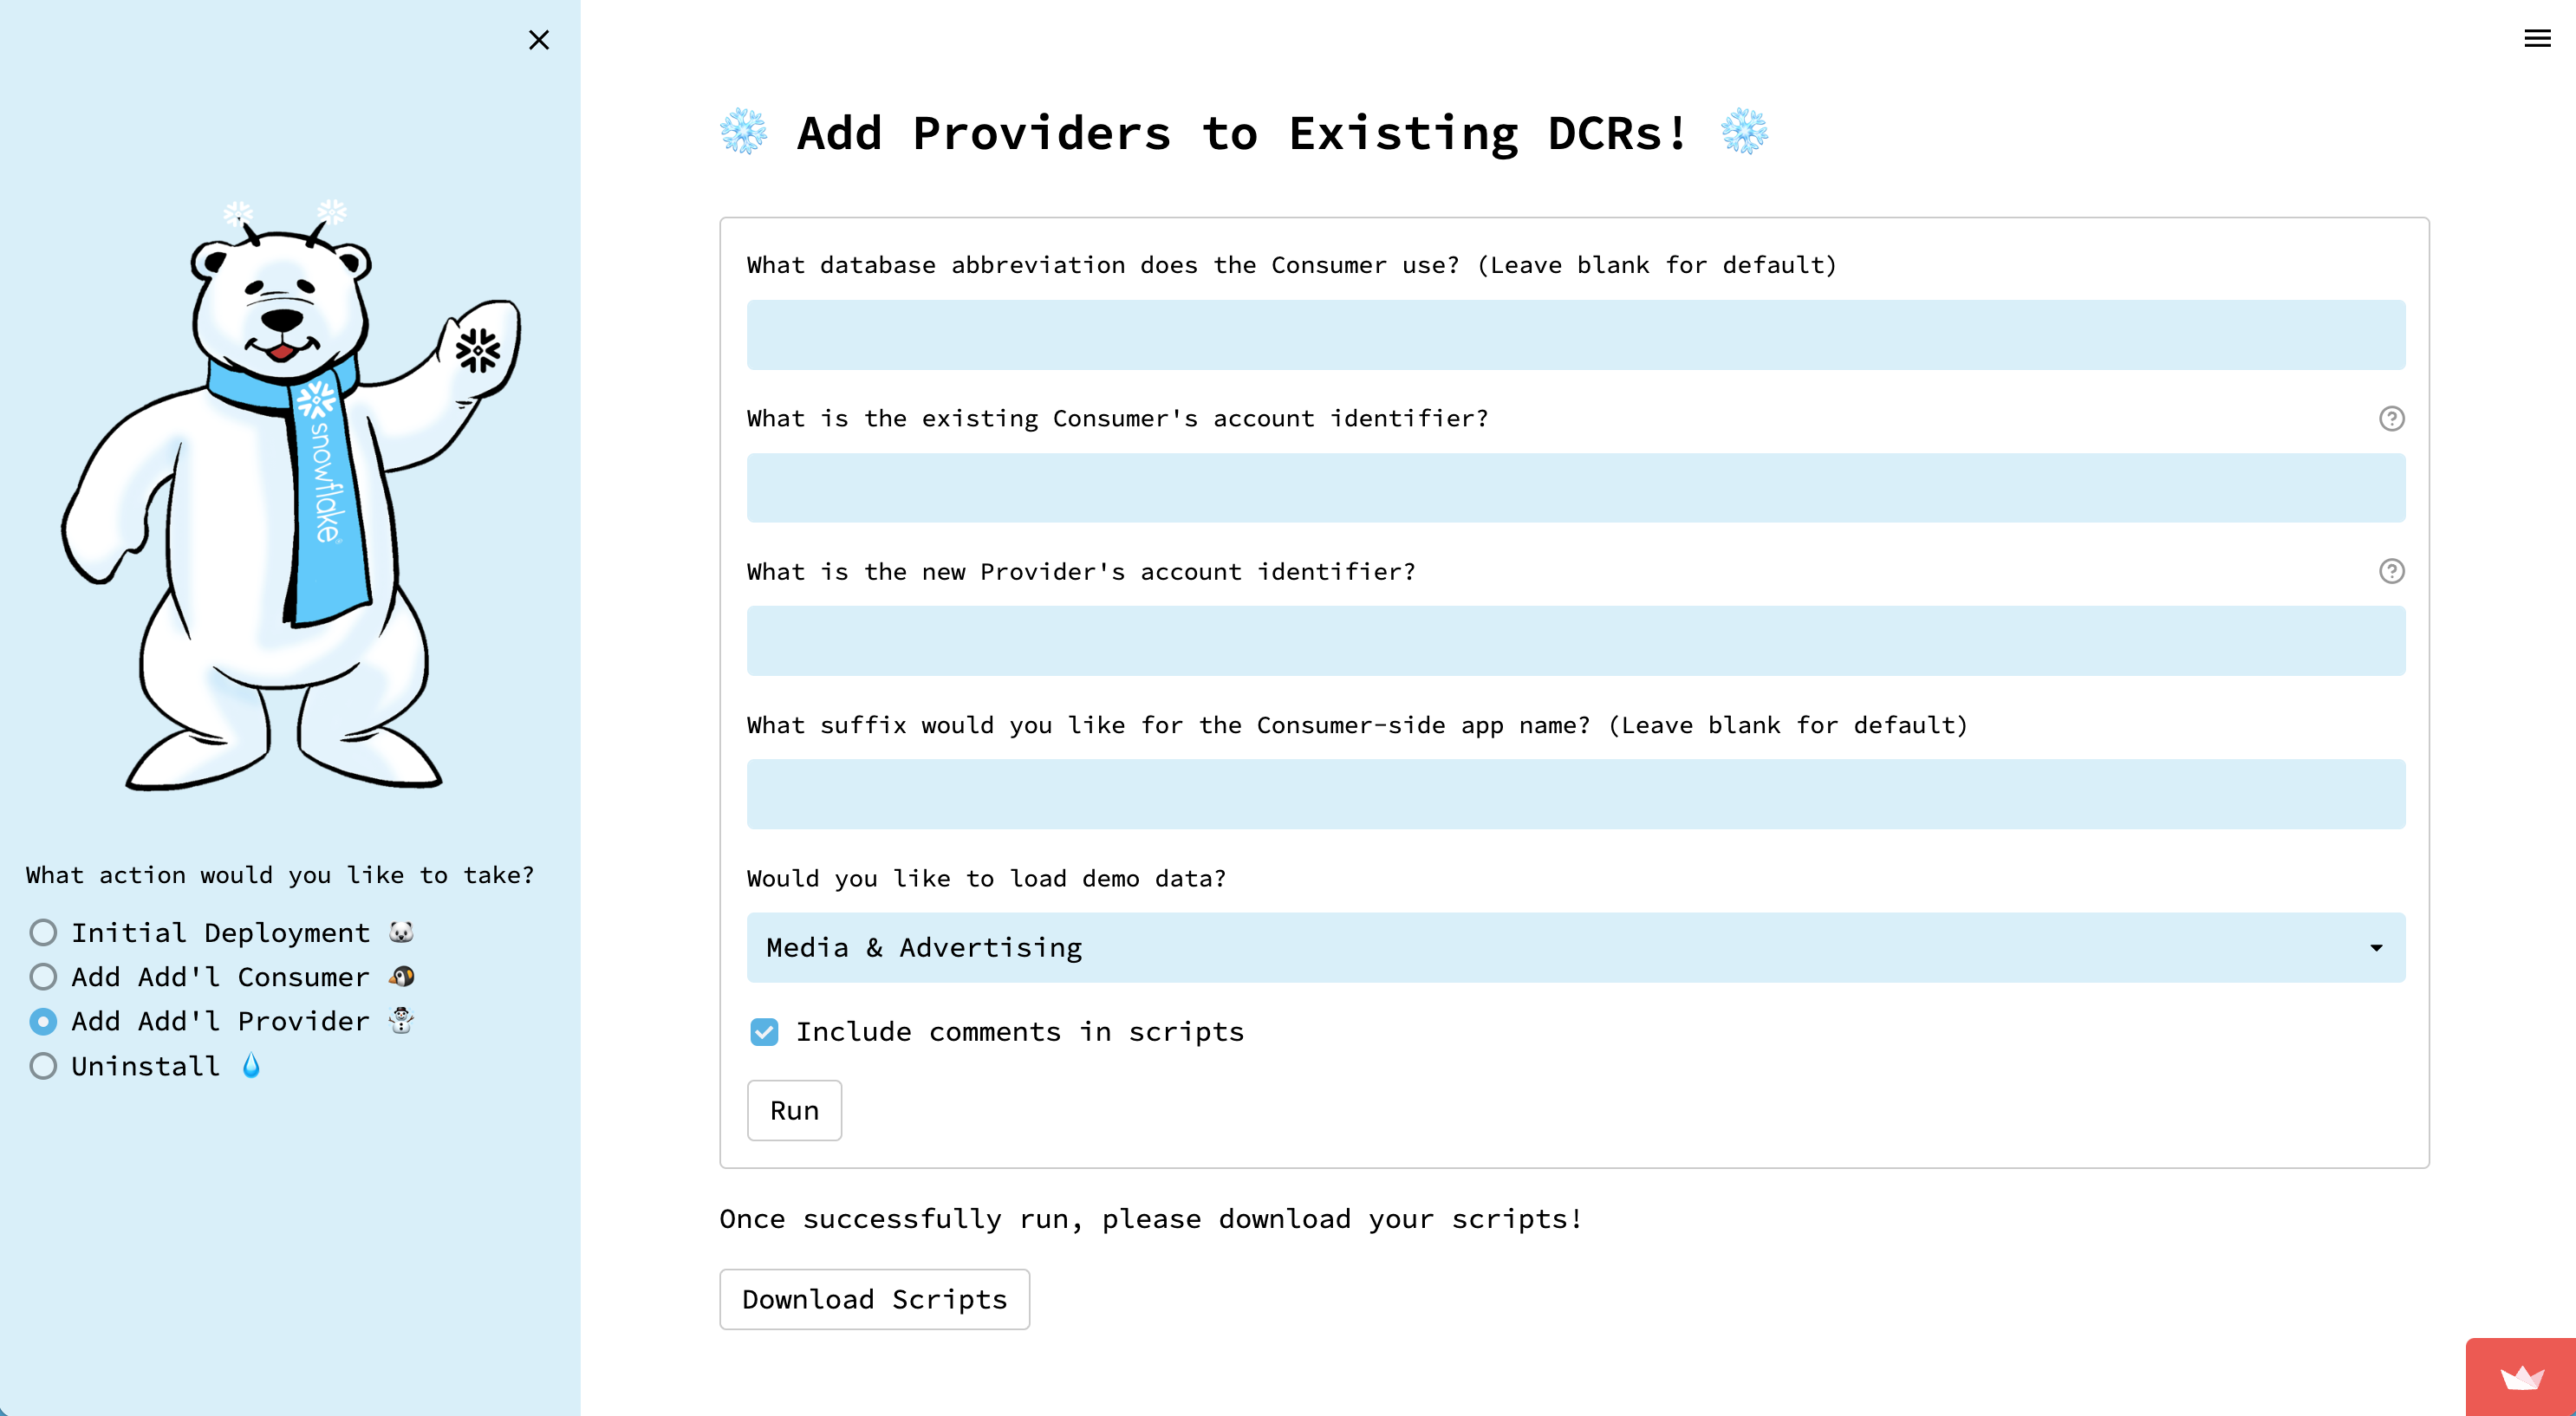 snowflake
What action would you like to take?
Initial Deployment
Add Add'l Consumer
Add Add'l Provider
Uninstall
Add Providers to Existing DCRs!
What database abbreviation does the Consumer use? (Leave blank for default)
What is the existing Consumer's account identifier?
What is the new Provider's account identifier?
What suffix would you like for the Consumer-side app name? (Leave blank for default)
Would you like to load demo data?
Media & Advertising
Include comments in scripts
Run
Once successfully run, please download your scripts!
Download Scripts